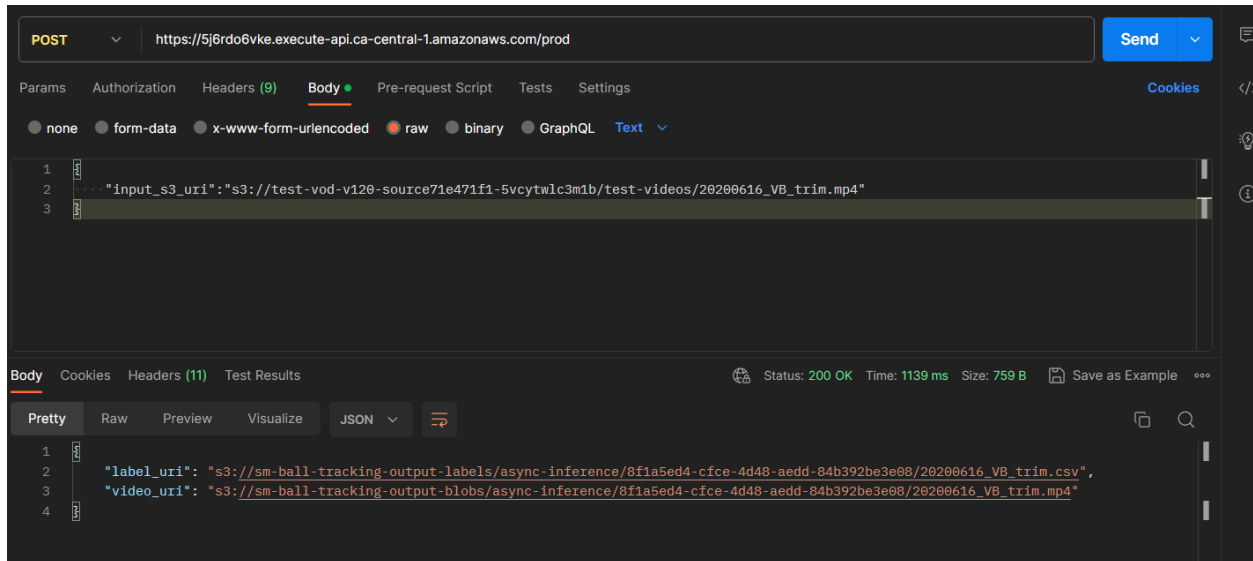 POST https://5j6rdo6vke.execute-api.ca-central-1.amazonaws.com/prod Send
Params Authorization Headers (9) Body Pre-request Script Tests Settings Cookies
none form-data x-www-form-urlencoded raw binary GraphQL Text
1 {
2 ····"input_s3_uri":"s3://test-vod-v120-source71e471f1-5vcytwlc3m1b/test-videos/20200616_VB_trim.mp4"
3 }
Body Cookies Headers (11) Test Results Status: 200 OK Time: 1139 ms Size: 759 B Save as Example
Pretty Raw Preview Visualize JSON
1 {
2 "label_uri": "s3://sm-ball-tracking-output-labels/async-inference/8f1a5ed4-cfce-4d48-aedd-84b392be3e08/20200616_VB_trim.csv",
3 "video_uri": "s3://sm-ball-tracking-output-blobs/async-inference/8f1a5ed4-cfce-4d48-aedd-84b392be3e08/20200616_VB_trim.mp4"
4 }